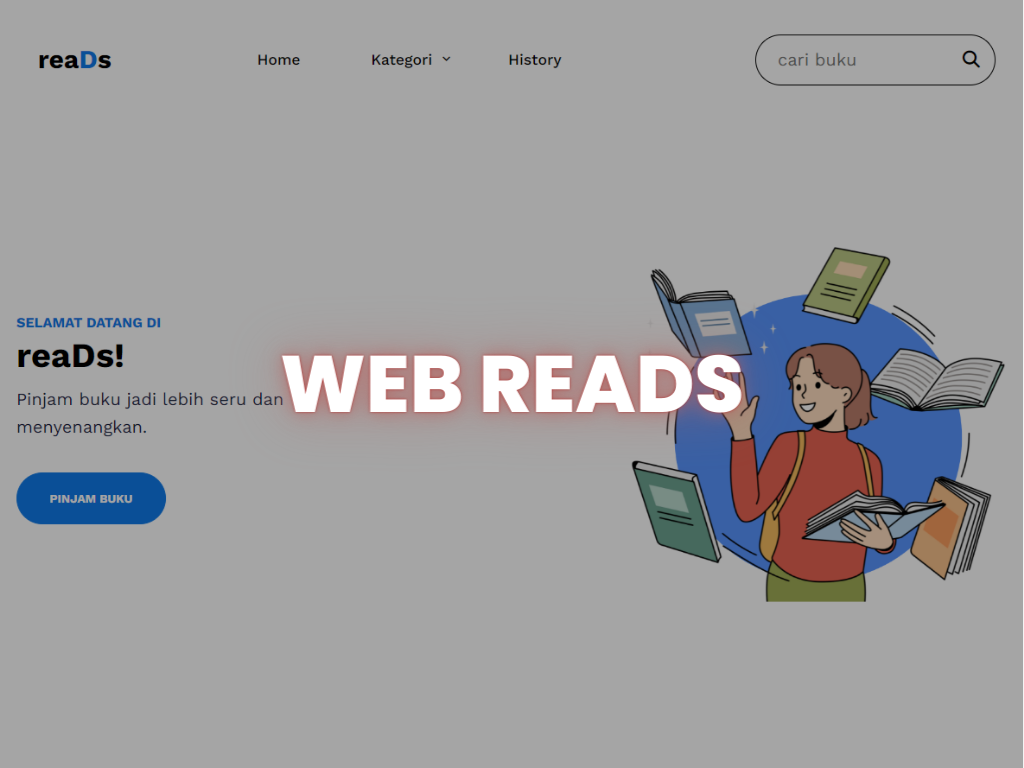 reaDs
Home
Kategori
History
cari buku
SELAMAT DATANG DI
reaDs!
Pinjam buku jadi lebih seru dan
menyenangkan.
WEB READS
PINJAM BUKU